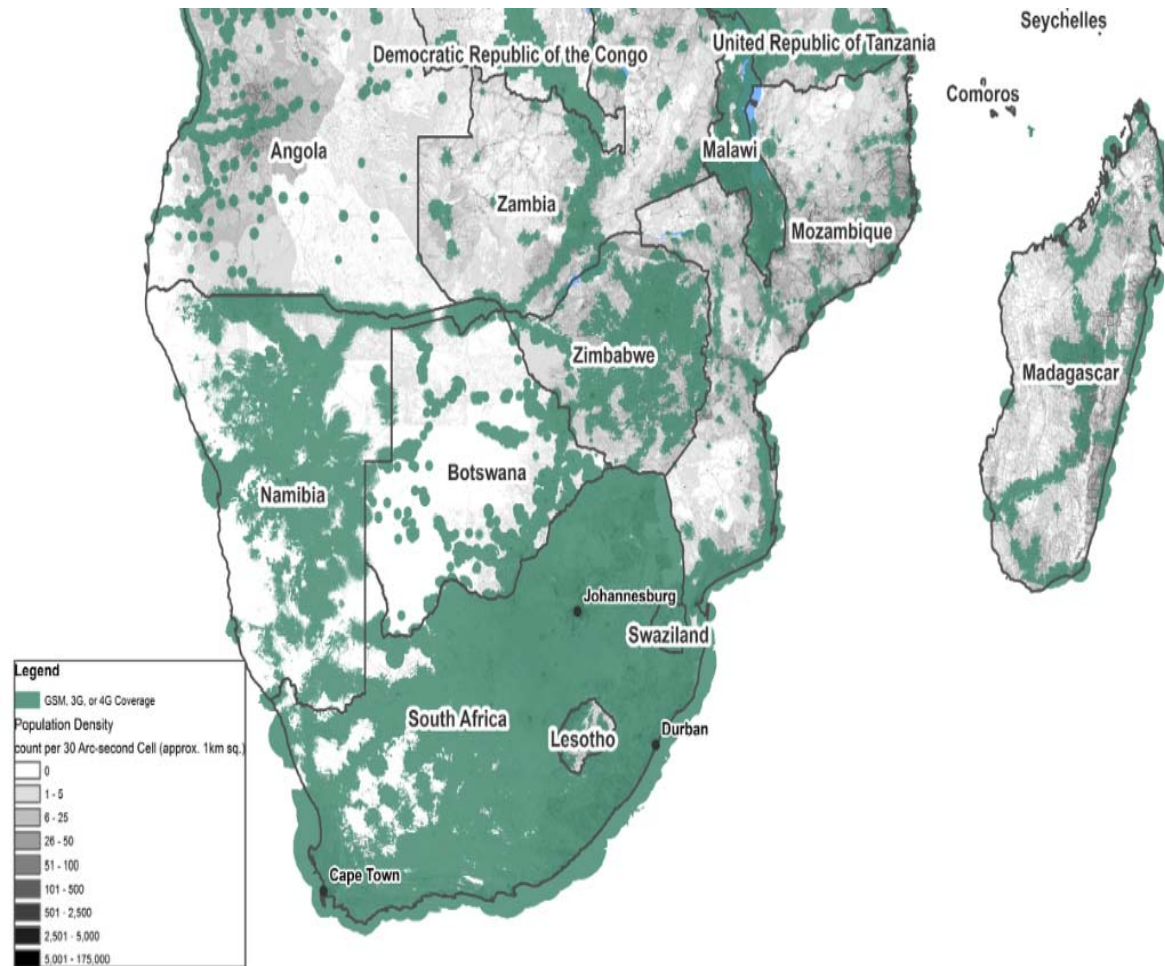 Seychelles
Democratic Republic of the Congo
United Republic of Tanzania
Comoros
Angola
Malawi
Zambia
Mozambique
Zimbabwe
Madagascar
Botswana
Namibia
Johannesburg
Swaziland
South Africa
Lesotho
Durban
Cape Town
Legend
GSM, 3G, or 4G Coverage
Population Density
count per 30 Arc-second Cell (approx. 1km sq.)
0
1 - 5
6 - 25
26 - 50
51 - 100
101 - 500
501 - 2,500
2,501 - 5,000
5,001 - 175,000